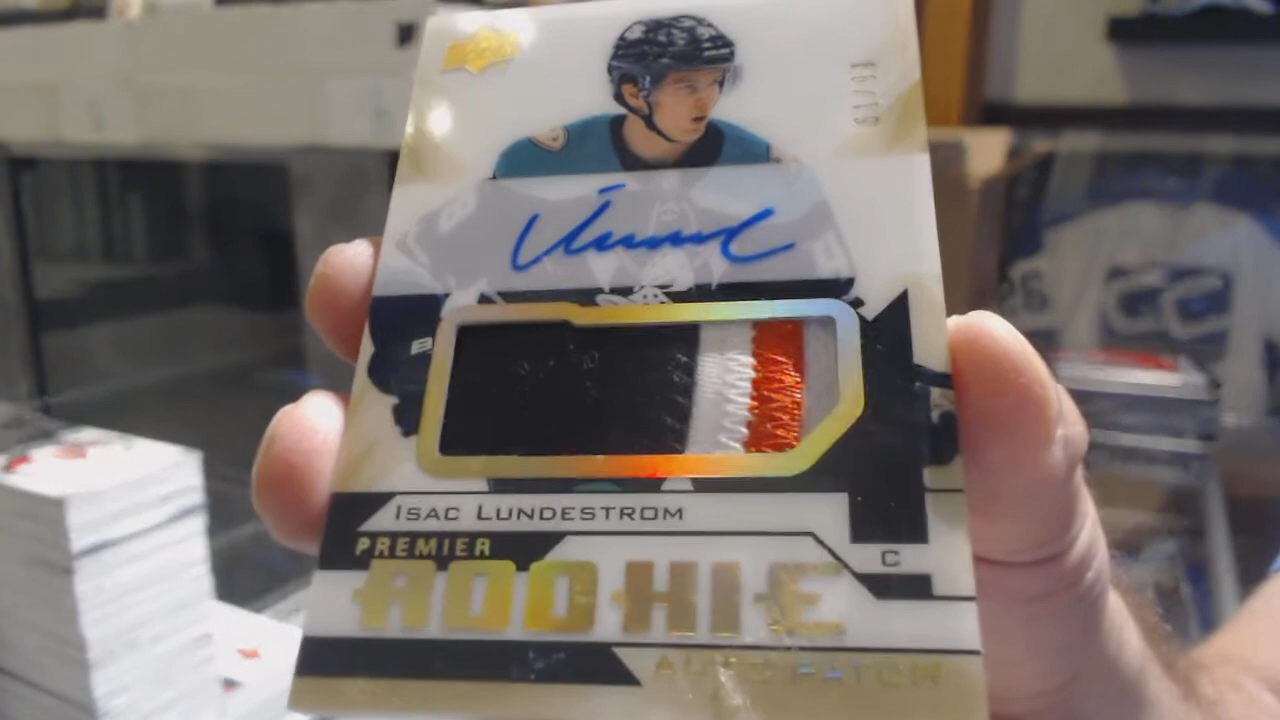 ISAC LUNDESTROM
PREMIER
ROOKIE
C
AUTO PATCH